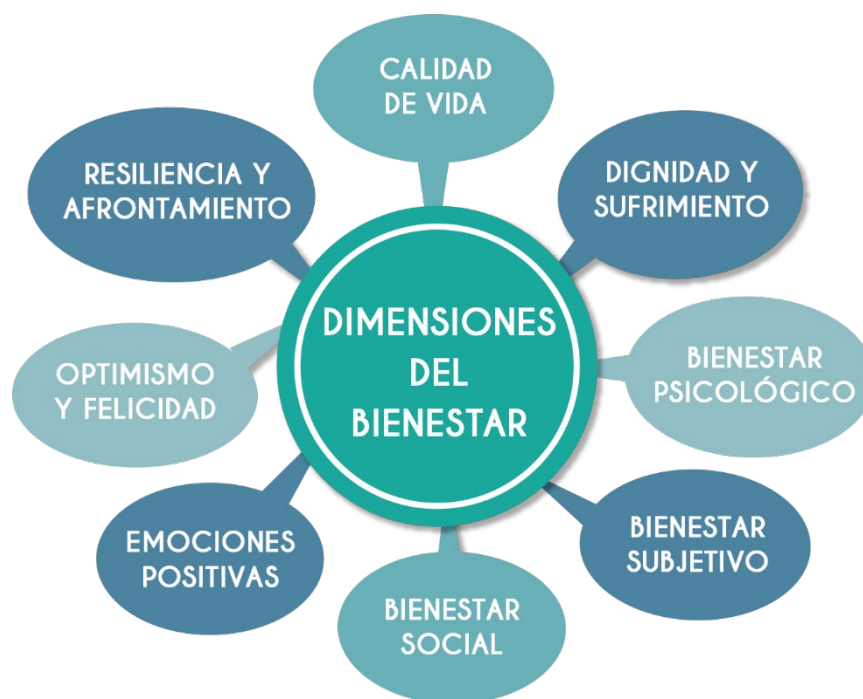 CALIDAD
DE VIDA
RESILIENCIA Y
AFRONTAMIENTO
DIGNIDAD Y
SUFRIMIENTO
DIMENSIONES
DEL
BIENESTAR
OPTIMISMO
Y FELICIDAD
BIENESTAR
PSICOLÓGICO
EMOCIONES
POSITIVAS
BIENESTAR
SUBJETIVO
BIENESTAR
SOCIAL